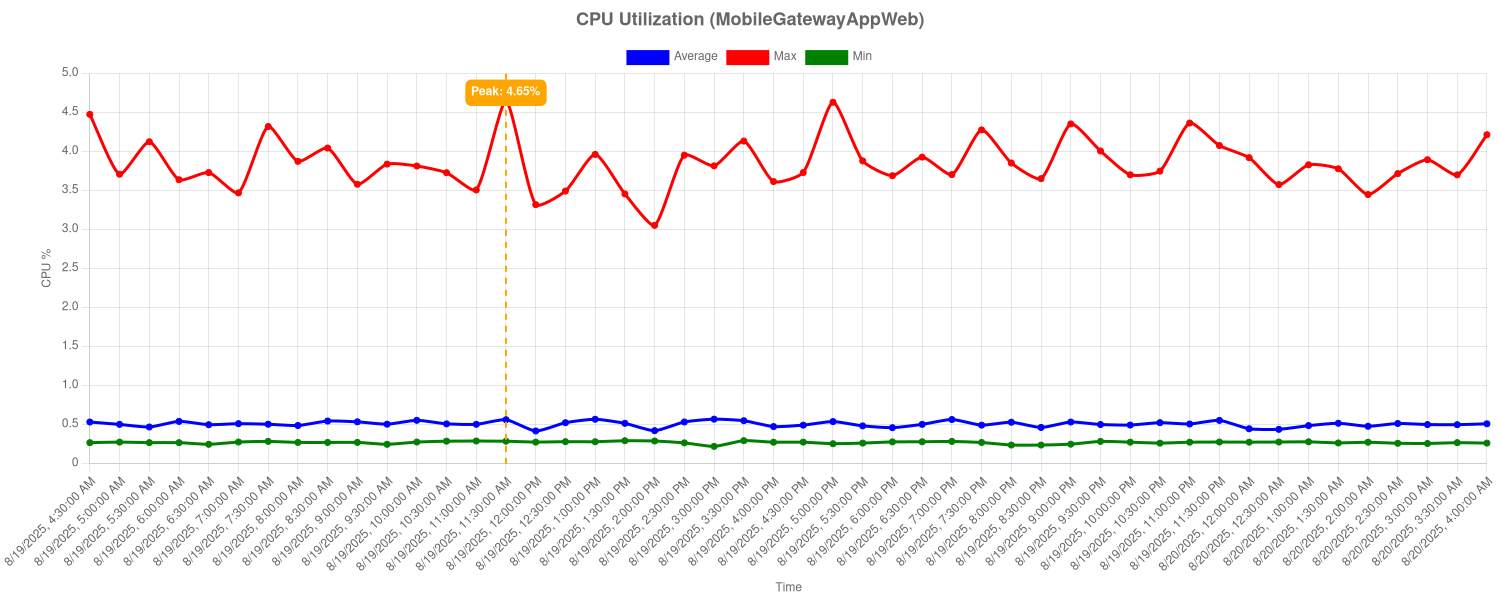 CPU Utilization (MobileGatewayAppWeb)
Average
Max
Min
Peak: 4.65%
5.0
4.5
4.0
3.5
3.0
2.5
2.0
1.5
1.0
0.5
0
CPU %
8/19/2025, 4:30:00 AM
8/19/2025, 5:00:00 AM
8/19/2025, 5:30:00 AM
8/19/2025, 6:00:00 AM
8/19/2025, 6:30:00 AM
8/19/2025, 7:00:00 AM
8/19/2025, 7:30:00 AM
8/19/2025, 8:00:00 AM
8/19/2025, 8:30:00 AM
8/19/2025, 9:00:00 AM
8/19/2025, 9:30:00 AM
8/19/2025, 10:00:00 AM
8/19/2025, 10:30:00 AM
8/19/2025, 11:00:00 AM
8/19/2025, 11:30:00 AM
8/19/2025, 12:00:00 PM
8/19/2025, 12:30:00 PM
8/19/2025, 1:00:00 PM
8/19/2025, 1:30:00 PM
8/19/2025, 2:00:00 PM
8/19/2025, 2:30:00 PM
8/19/2025, 3:00:00 PM
8/19/2025, 3:30:00 PM
8/19/2025, 4:00:00 PM
8/19/2025, 4:30:00 PM
8/19/2025, 5:00:00 PM
8/19/2025, 5:30:00 PM
8/19/2025, 6:00:00 PM
8/19/2025, 6:30:00 PM
8/19/2025, 7:00:00 PM
8/19/2025, 7:30:00 PM
8/19/2025, 8:00:00 PM
8/19/2025, 8:30:00 PM
8/19/2025, 9:00:00 PM
8/19/2025, 9:30:00 PM
8/19/2025, 10:00:00 PM
8/19/2025, 10:30:00 PM
8/19/2025, 11:00:00 PM
8/19/2025, 11:30:00 PM
8/20/2025, 12:00:00 AM
8/20/2025, 12:30:00 AM
8/20/2025, 1:00:00 AM
8/20/2025, 1:30:00 AM
8/20/2025, 2:00:00 AM
8/20/2025, 2:30:00 AM
8/20/2025, 3:00:00 AM
8/20/2025, 3:30:00 AM
8/20/2025, 4:00:00 AM
Time